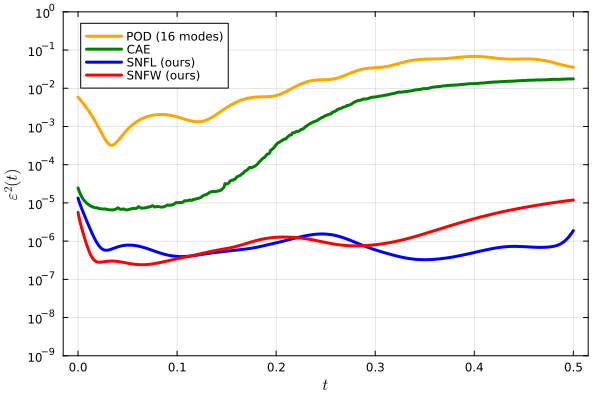 10⁰
10⁻¹
10⁻²
10⁻³
10⁻⁴
10⁻⁵
10⁻⁶
10⁻⁷
10⁻⁸
10⁻⁹
ε²(t)
POD (16 modes)
CAE
SNFL (ours)
SNFW (ours)
0.0 0.1 0.2 0.3 0.4 0.5
t